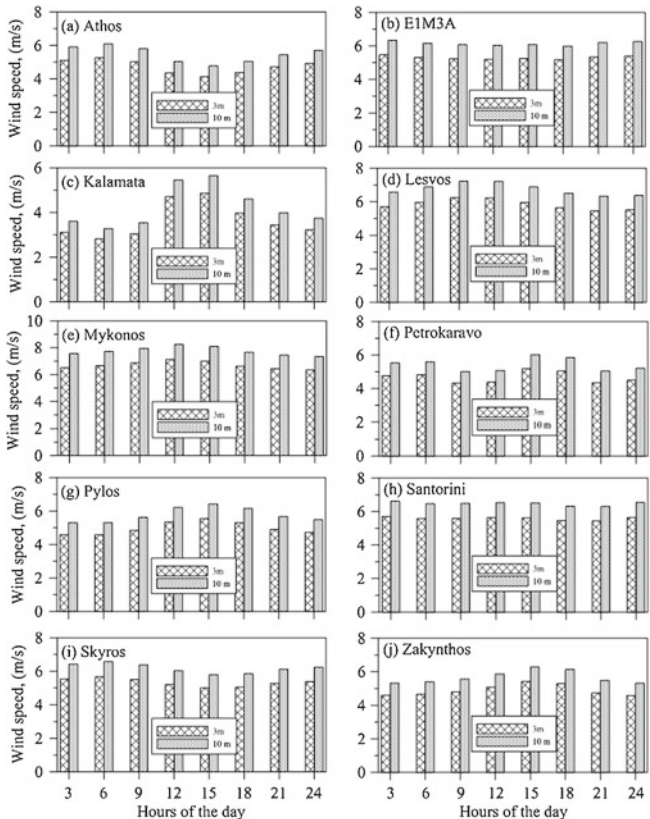 Wind speed, (m/s)
8
6
4
2
0
(a) Athos
3m
10 m
8
6
4
2
0
(b) E1M3A
3m
10 m
Wind speed, (m/s)
6
4
2
0
(c) Kalamata
3m
10 m
8
6
4
2
0
(d) Lesvos
3m
10 m
Wind speed, (m/s)
10
8
6
4
2
0
(e) Mykonos
3m
10 m
6
4
2
0
(f) Petrokaravo
3m
10 m
Wind speed, (m/s)
8
6
4
2
0
(g) Pylos
3m
10 m
8
6
4
2
0
(h) Santorini
3m
10 m
Wind speed, (m/s)
8
6
4
2
0
(i) Skyros
3m
10 m
3 6 9 12 15 18 21 24
Hours of the day
8
6
4
2
0
(j) Zakynthos
3m
10 m
3 6 9 12 15 18 21 24
Hours of the day